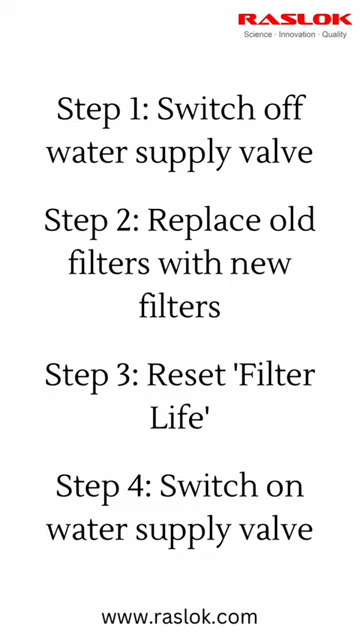 RASLOK
Science · Innovation · Quality
Step 1: Switch off
water supply valve
Step 2: Replace old
filters with new
filters
Step 3: Reset 'Filter
Life'
Step 4: Switch on
water supply valve
www.raslok.com